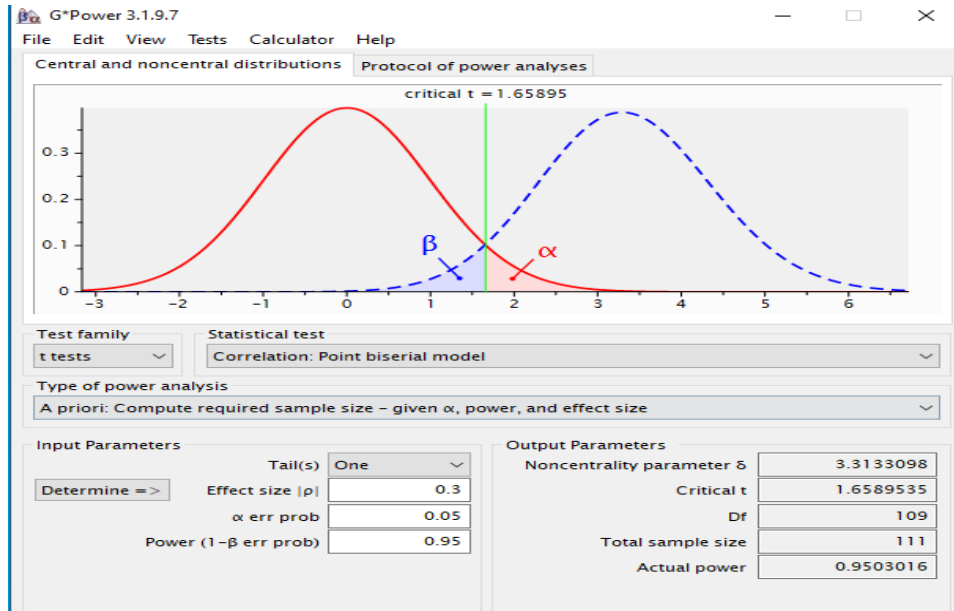 G*Power 3.1.9.7
File Edit View Tests Calculator Help
Central and noncentral distributions Protocol of power analyses
critical t = 1.65895
0.3
0.2
0.1
0
β
α
-3 -2 -1 0 1 2 3 4 5 6
Test family Statistical test
t tests Correlation: Point biserial model
Type of power analysis
A priori: Compute required sample size – given α, power, and effect size
Input Parameters Output Parameters
Tail(s) One Noncentrality parameter δ 3.3133098
Determine => Effect size |ρ| 0.3 Critical t 1.6589535
α err prob 0.05 Df 109
Power (1-β err prob) 0.95 Total sample size 111
Actual power 0.9503016